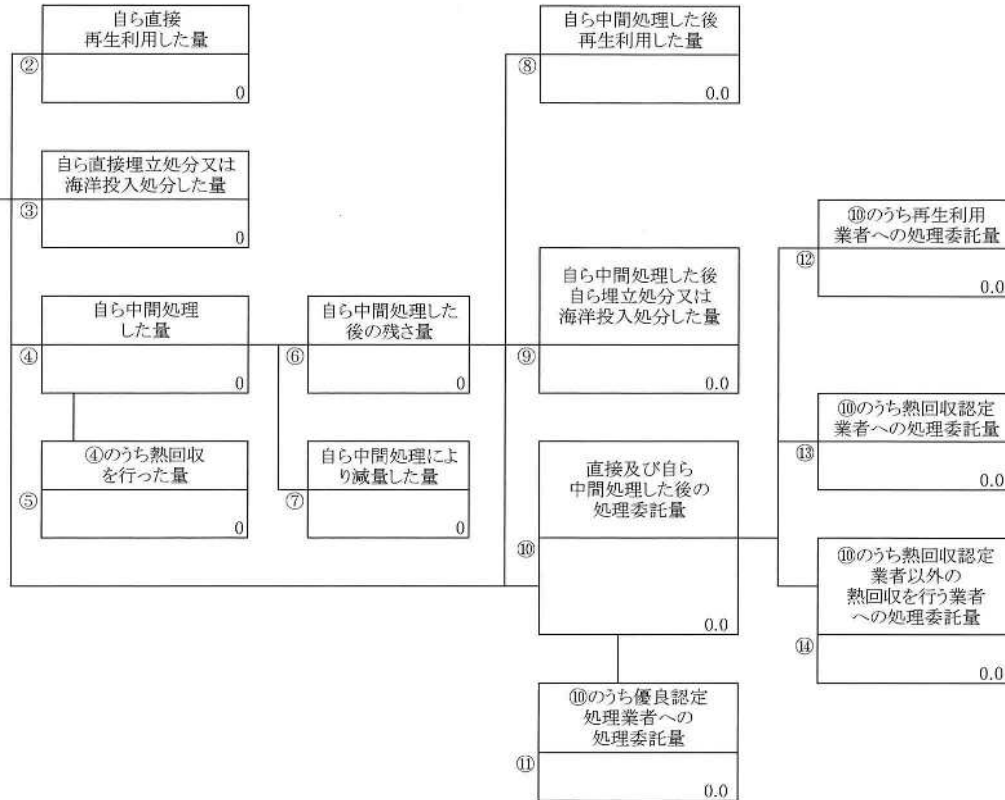 自ら直接
再生利用した量
②
0
自ら直接埋立処分又は
海洋投入処分した量
③
0
自ら中間処理
した量
④
0
④のうち熱回収
を行った量
⑤
0
自ら中間処理した
後の残さ量
⑥
0
自ら中間処理によ
り減量した量
⑦
0
自ら中間処理した後
再生利用した量
⑧
0.0
自ら中間処理した後
自ら埋立処分又は
海洋投入処分した量
⑨
0.0
直接及び自ら
中間処理した後の
処理委託量
⑩
0.0
⑩のうち優良認定
処理業者への
処理委託量
⑪
0.0
⑩のうち再生利用
業者への処理委託量
⑫
0.0
⑩のうち熱回収認定
業者への処理委託量
⑬
0.0
⑩のうち熱回収認定
業者以外の
熱回収を行う業者
への処理委託量
⑭
0.0